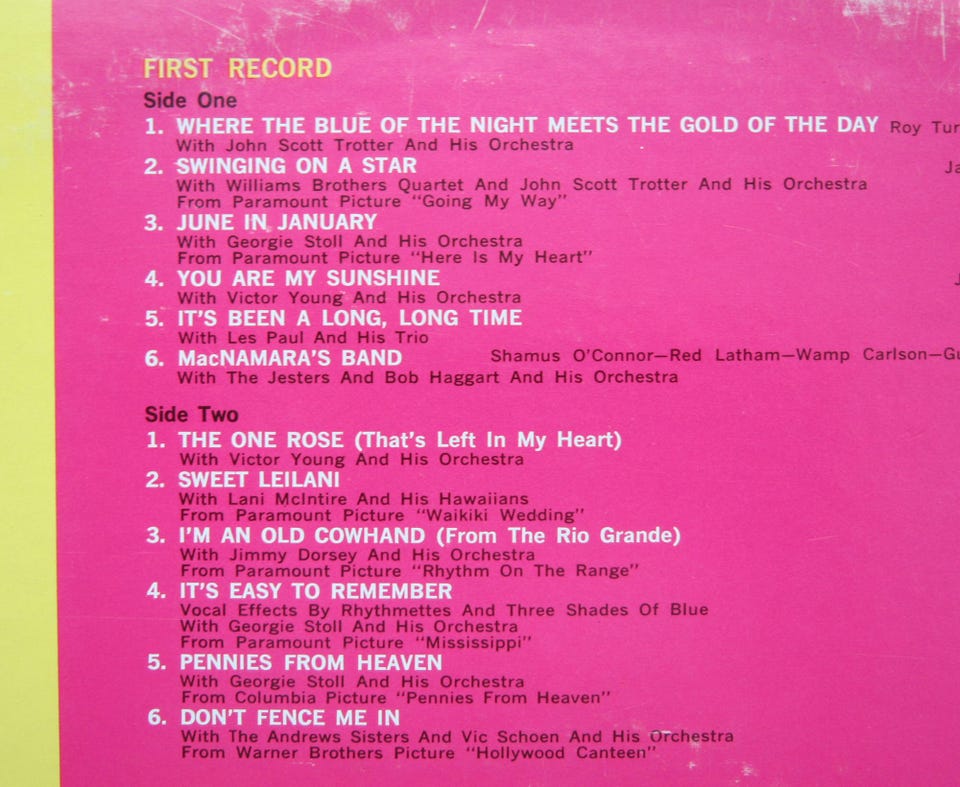 FIRST RECORD
Side One
1. WHERE THE BLUE OF THE NIGHT MEETS THE GOLD OF THE DAY Roy Tur
With John Scott Trotter And His Orchestra
2. SWINGING ON A STAR Ja
With Williams Brothers Quartet And John Scott Trotter And His Orchestra
From Paramount Picture "Going My Way"
3. JUNE IN JANUARY
With Georgie Stoll And His Orchestra
From Paramount Picture "Here Is My Heart"
4. YOU ARE MY SUNSHINE J
With Victor Young And His Orchestra
5. IT'S BEEN A LONG, LONG TIME
With Les Paul And His Trio
6. MacNAMARA'S BAND Shamus O'Connor—Red Latham—Wamp Carlson—Gu
With The Jesters And Bob Haggart And His Orchestra
Side Two
1. THE ONE ROSE (That's Left In My Heart)
With Victor Young And His Orchestra
2. SWEET LEILANI
With Lani McIntire And His Hawaiians
From Paramount Picture "Waikiki Wedding"
3. I'M AN OLD COWHAND (From The Rio Grande)
With Jimmy Dorsey And His Orchestra
From Paramount Picture "Rhythm On The Range"
4. IT'S EASY TO REMEMBER
Vocal Effects By Rhythmettes And Three Shades Of Blue
With Georgie Stoll And His Orchestra
From Paramount Picture "Mississippi"
5. PENNIES FROM HEAVEN
With Georgie Stoll And His Orchestra
From Columbia Picture "Pennies From Heaven"
6. DON'T FENCE ME IN
With The Andrews Sisters And Vic Schoen And His Orchestra
From Warner Brothers Picture "Hollywood Canteen"